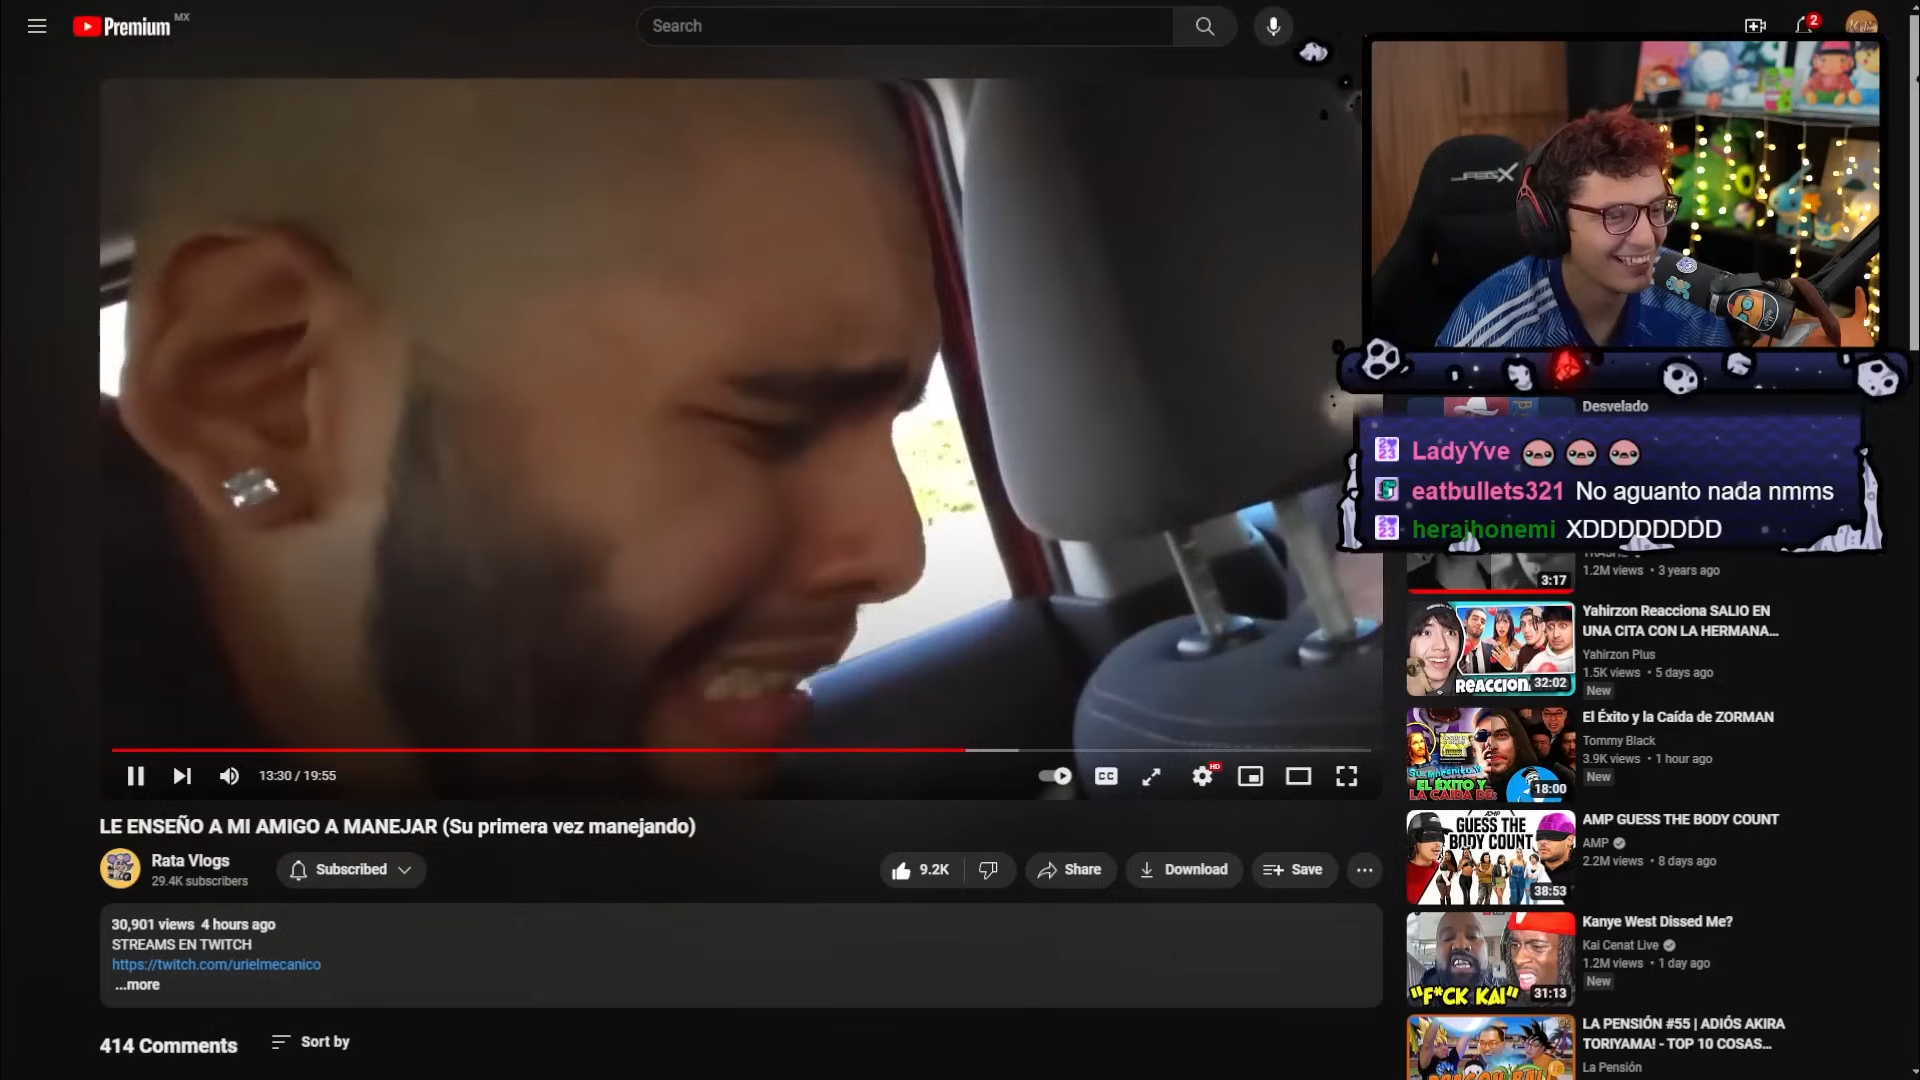 Premium MX
Search
2
13:30 / 19:55
CC
HD
LE ENSEÑO A MI AMIGO A MANEJAR (Su primera vez manejando)
Rata Vlogs
29.4K subscribers
Subscribed
9.2K
Share
Download
Save
30,901 views 4 hours ago
STREAMS EN TWITCH
https://twitch.com/urielmecanico
...more
414 Comments
Sort by
Desvelado
LadyYve
eatbullets321 No aguanto nada nmms
herajhonemi XDDDDDDDD
3:17
1.2M views • 3 years ago
REACCION
32:02
Yahirzon Reacciona SALIO EN
UNA CITA CON LA HERMANA...
Yahirzon Plus
1.5K views • 5 days ago
New
EL ÉXITO Y
LA CAIDA DE:
18:00
El Éxito y la Caída de ZORMAN
Tommy Black
3.9K views • 1 hour ago
New
AMP
GUESS THE
BODY COUNT
38:53
AMP GUESS THE BODY COUNT
AMP
2.2M views • 8 days ago
"F*CK KAI"
31:13
Kanye West Dissed Me?
Kai Cenat Live
1.2M views • 1 day ago
New
LA PENSIÓN #55 | ADIÓS AKIRA
TORIYAMA! - TOP 10 COSAS...
La Pensión